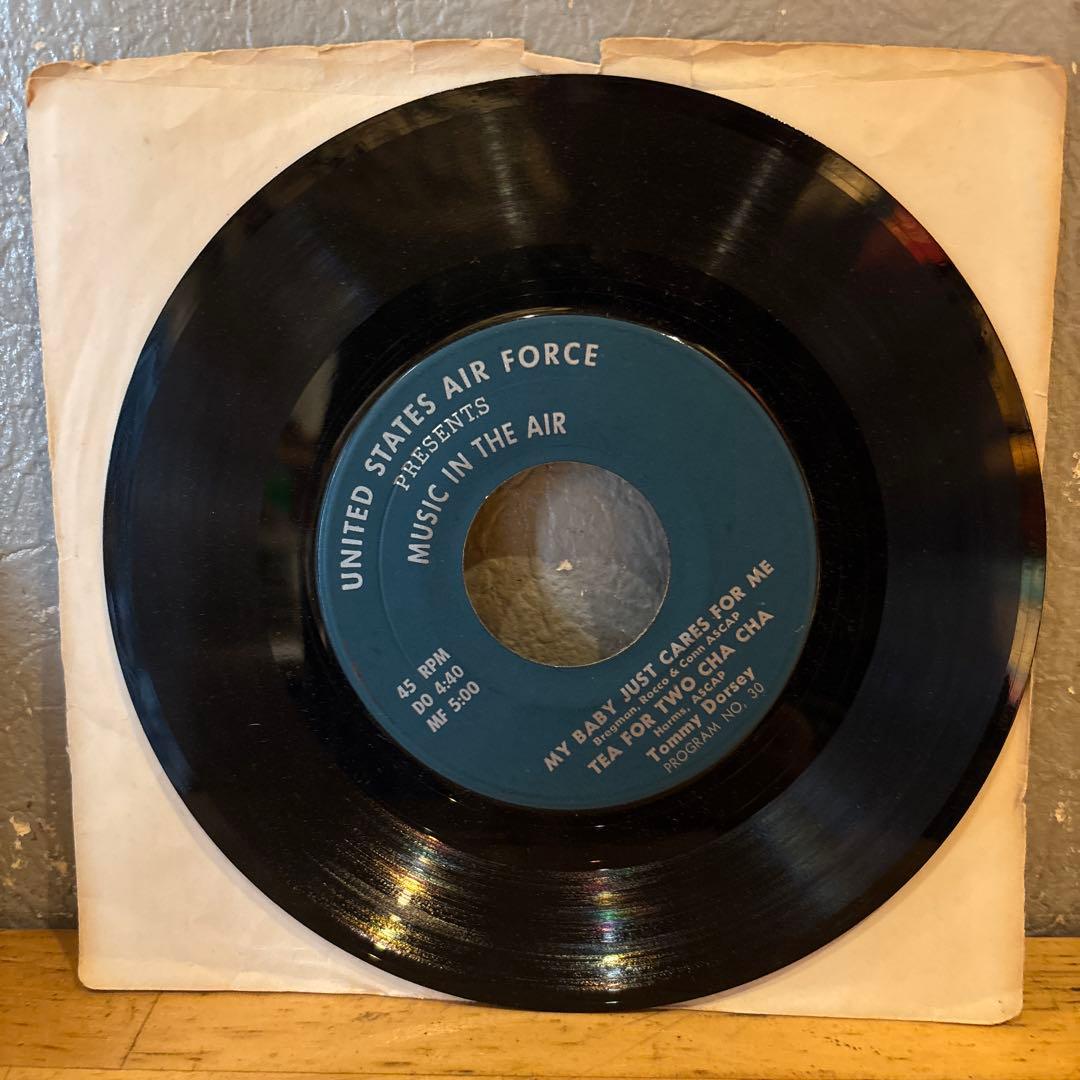 UNITED STATES AIR FORCE
PRESENTS
MUSIC IN THE AIR
45 RPM
DO 4:40
MF 5:00
MY BABY JUST CARES FOR ME
Bregman, Rocco & Conn ASCAP
TEA FOR TWO CHA CHA
Harms, ASCAP
Tommy Dorsey
PROGRAM NO. 30